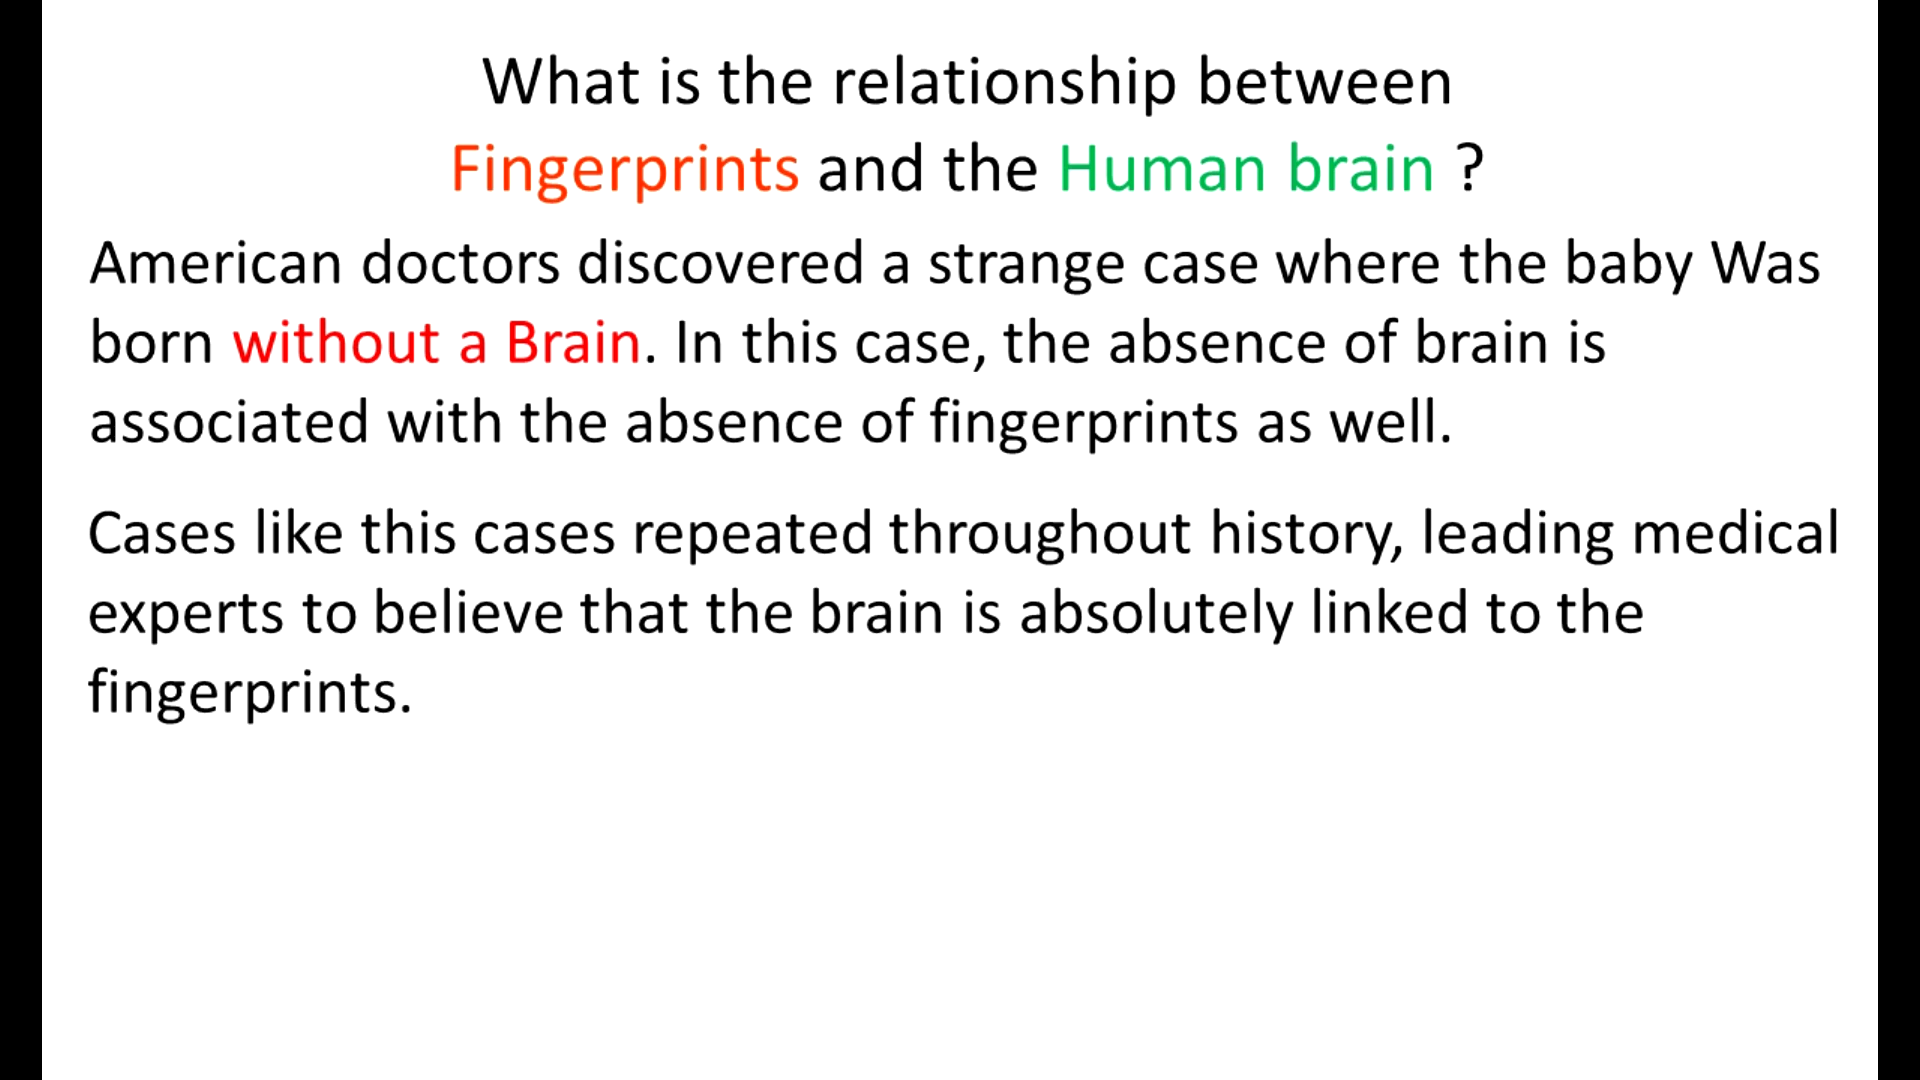 What is the relationship between
Fingerprints and the Human brain ?
American doctors discovered a strange case where the baby Was
born without a Brain. In this case, the absence of brain is
associated with the absence of fingerprints as well.
Cases like this cases repeated throughout history, leading medical
experts to believe that the brain is absolutely linked to the
fingerprints.